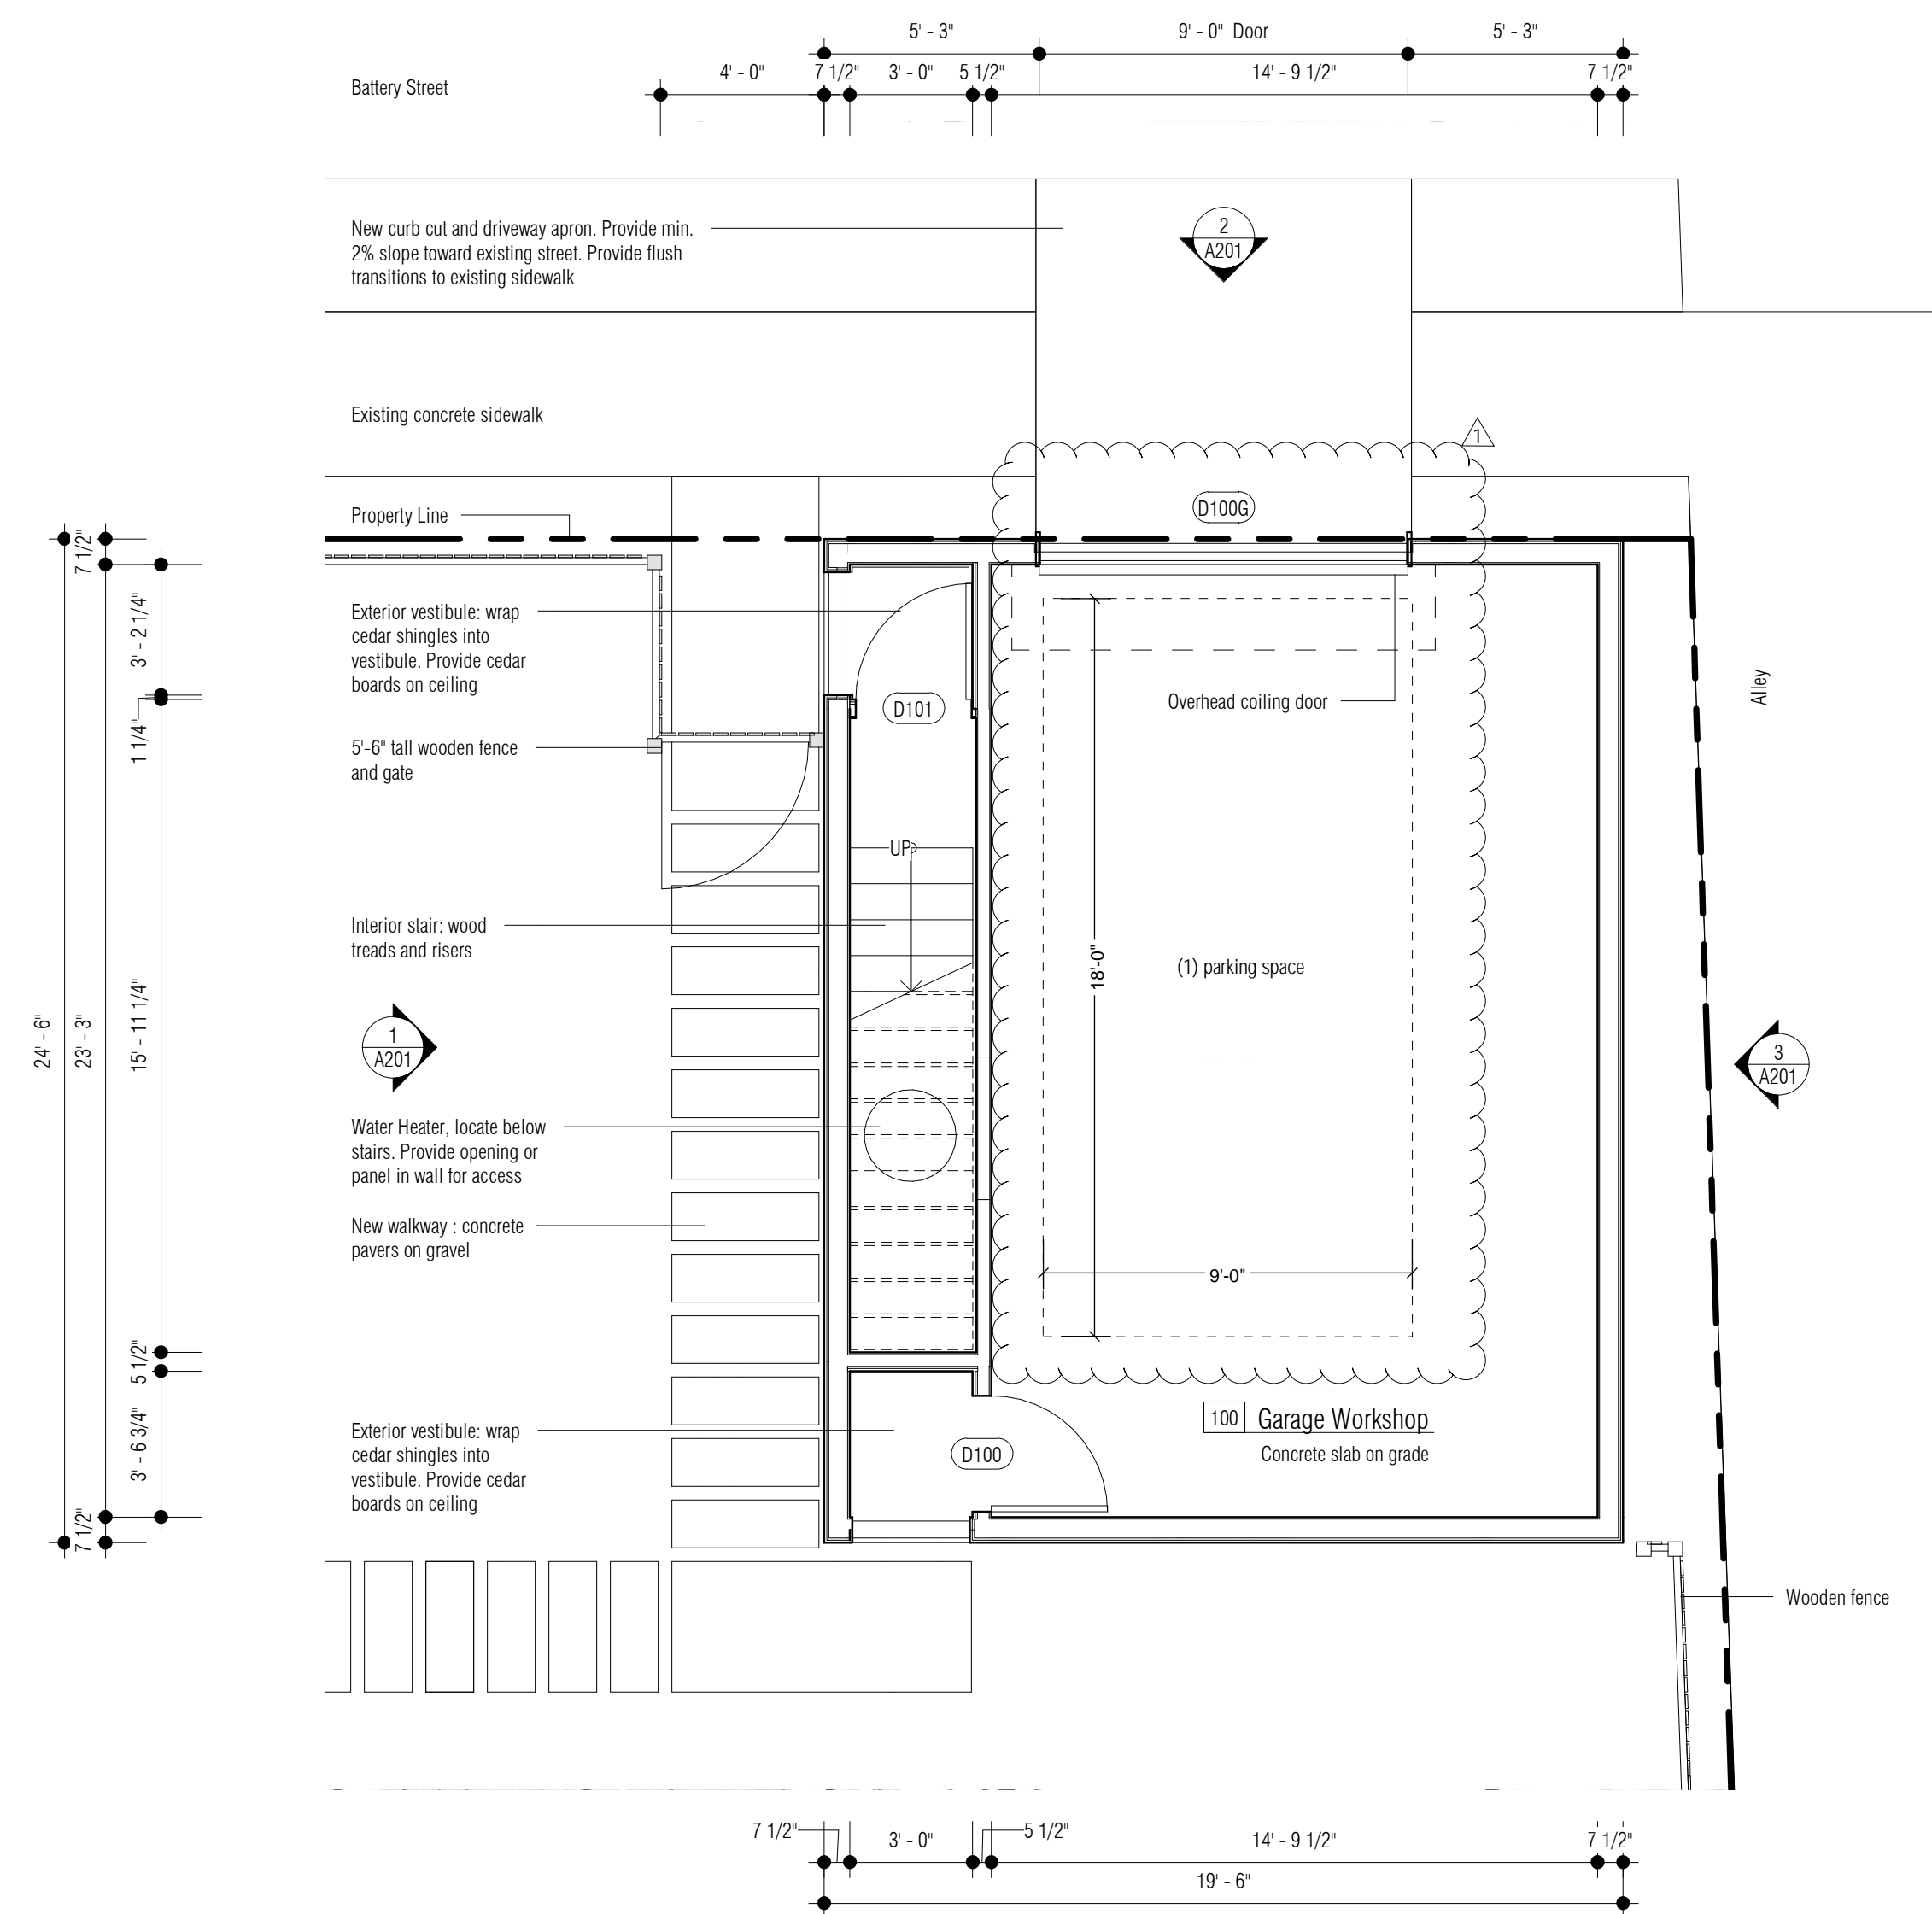 5' - 3"
9' - 0" Door
5' - 3"
4' - 0"
7 1/2"
3' - 0"
5 1/2"
14' - 9 1/2"
7 1/2"
Battery Street
New curb cut and driveway apron. Provide min.
2% slope toward existing street. Provide flush
transitions to existing sidewalk
2
A201
Existing concrete sidewalk
1
D100G
Property Line
7 1/2"
3' - 2 1/4"
1 1/4"
Exterior vestibule: wrap
cedar shingles into
vestibule. Provide cedar
boards on ceiling
D101
Overhead coiling door
Alley
5'-6" tall wooden fence
and gate
UP
Interior stair: wood
treads and risers
18'-0"
(1) parking space
24' - 6"
23' - 3"
15' - 11 1/4"
1
A201
3
A201
Water Heater, locate below
stairs. Provide opening or
panel in wall for access
New walkway : concrete
pavers on gravel
9'-0"
5 1/2"
3' - 6 3/4"
7 1/2"
Exterior vestibule: wrap
cedar shingles into
vestibule. Provide cedar
boards on ceiling
D100
100
Garage Workshop
Concrete slab on grade
Wooden fence
7 1/2"
3' - 0"
5 1/2"
14' - 9 1/2"
7 1/2"
19' - 6"